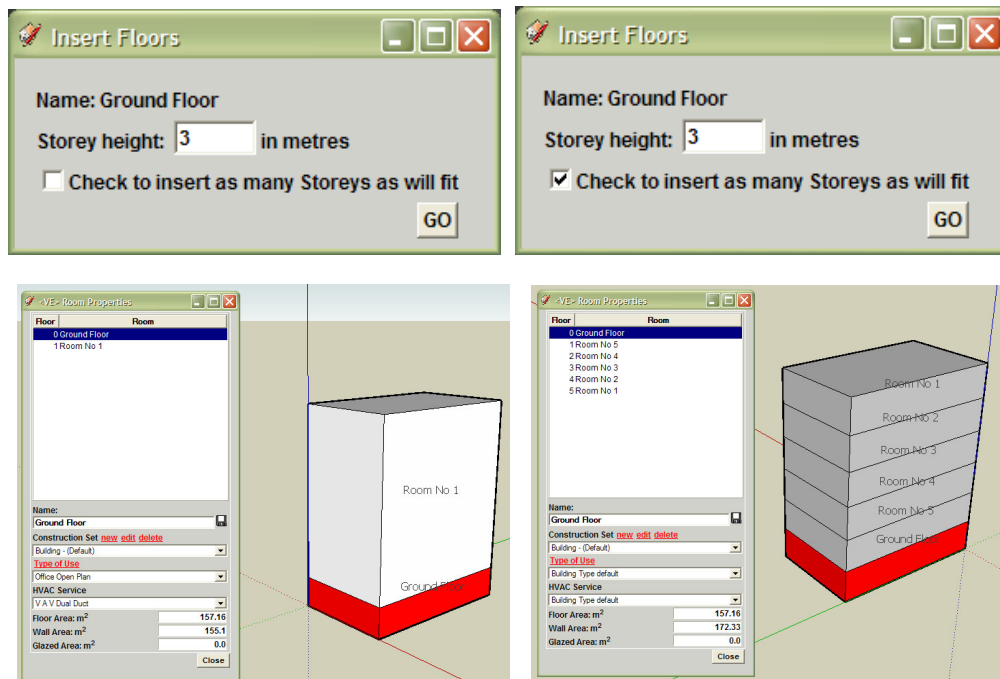 Insert Floors
Name: Ground Floor
Storey height: 3 in metres
Check to insert as many Storeys as will fit
GO
Insert Floors
Name: Ground Floor
Storey height: 3 in metres
Check to insert as many Storeys as will fit
GO
<VE> Room Properties
Floor Room
0 Ground Floor
1 Room No 1
Name:
Ground Floor
Construction Set new edit delete
Building - (Default)
Type of Use
Office Open Plan
HVAC Service
V A V Dual Duct
Floor Area: m² 157.16
Wall Area: m² 155.1
Glazed Area: m² 0.0
Close
Room No 1
Ground Floor
<VE> Room Properties
Floor Room
0 Ground Floor
1 Room No 5
2 Room No 4
3 Room No 3
4 Room No 2
5 Room No 1
Name:
Ground Floor
Construction Set new edit delete
Building - (Default)
Type of Use
Building Type default
HVAC Service
Building Type default
Floor Area: m² 157.16
Wall Area: m² 172.33
Glazed Area: m² 0.0
Close
Room No 1
Room No 2
Room No 3
Room No 4
Room No 5
Ground Floor